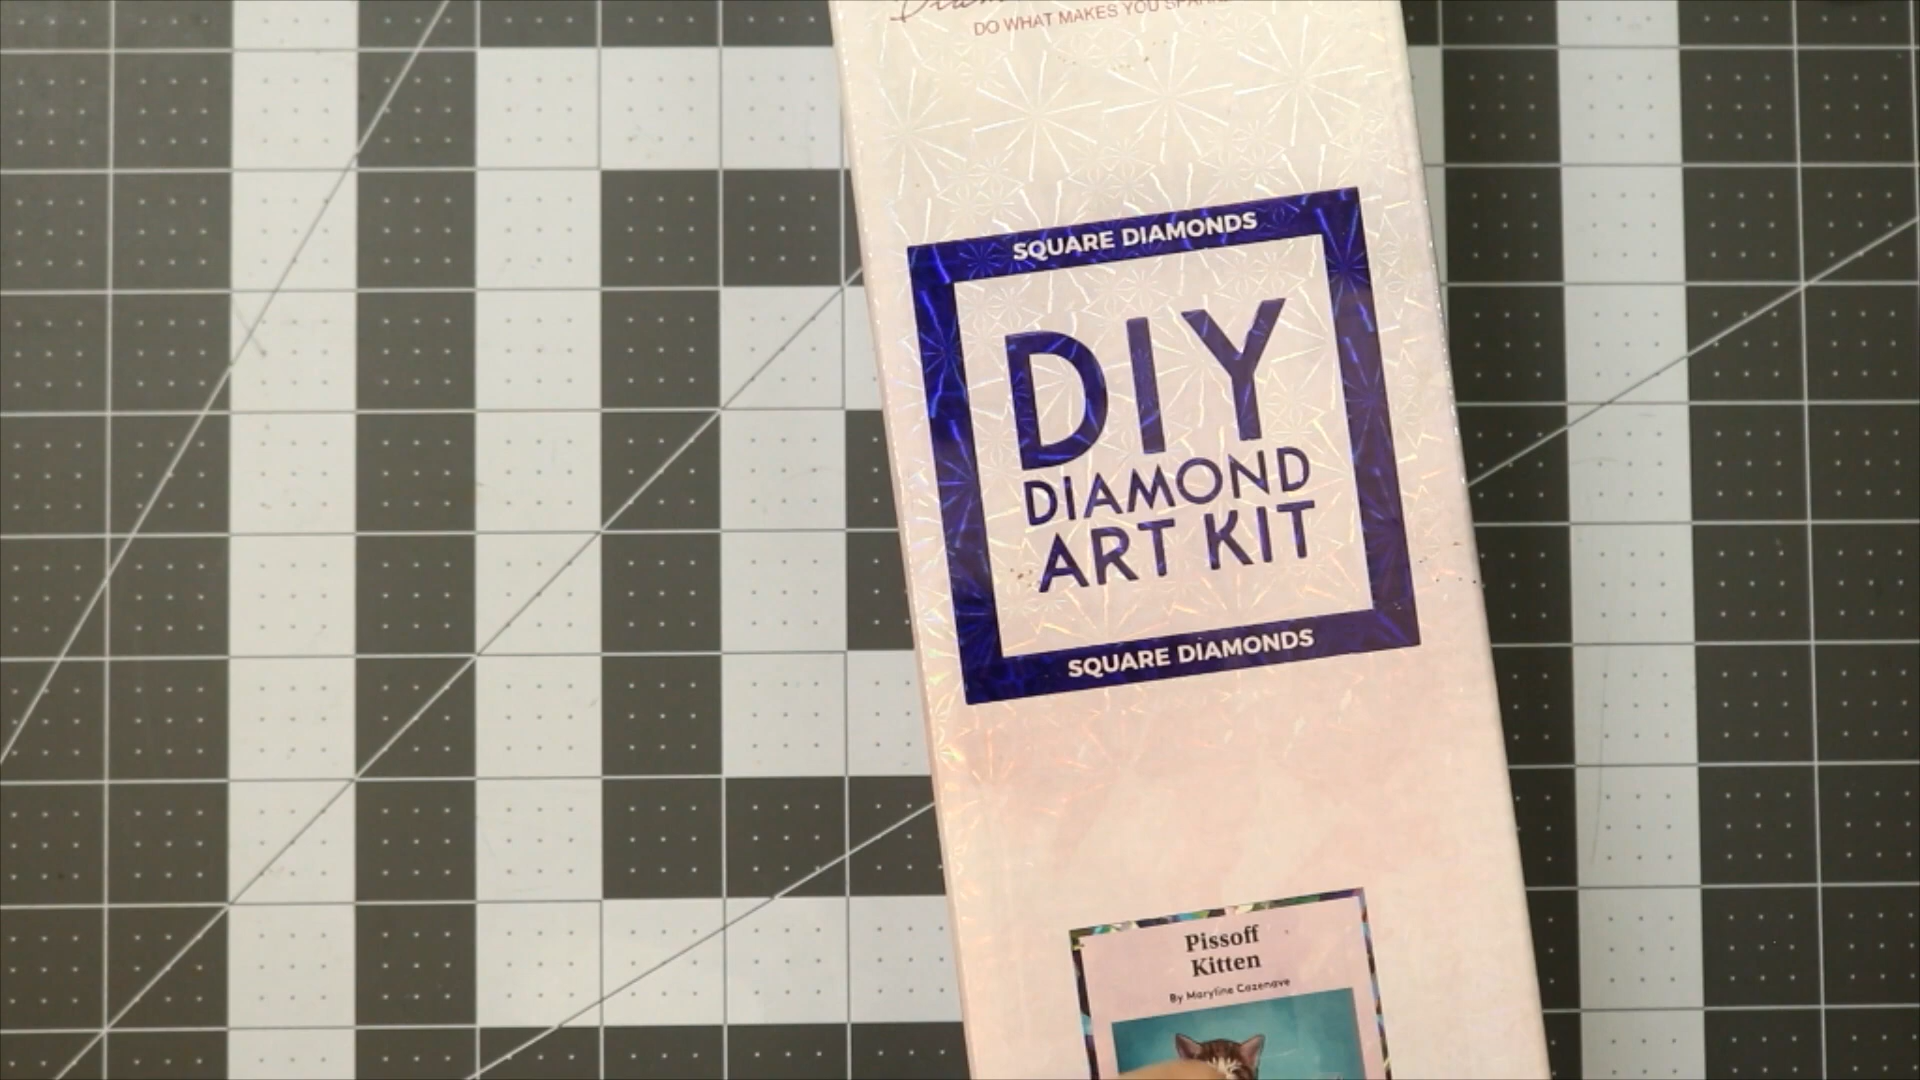 DO WHAT MAKES YOU
SQUARE DIAMONDS
DIY
DIAMOND
ART KIT
SQUARE DIAMONDS
Pissoff
Kitten
By Maryline Cazenave